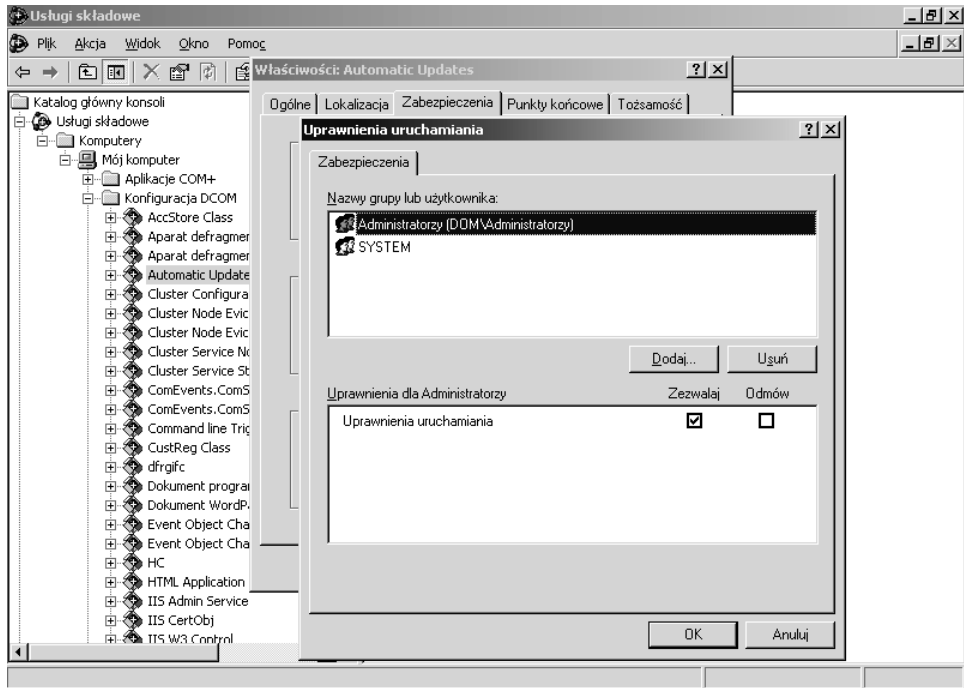 Usługi składowe
Plik Akcja Widok Okno Pomoc
Właściwości: Automatic Updates
Ogólne Lokalizacja Zabezpieczenia Punkty końcowe Tożsamość
Katalog główny konsoli
Usługi składowe
Komputery
Mój komputer
Aplikacje COM+
Konfiguracja DCOM
AccStore Class
Aparat defragmer
Aparat defragmer
Automatic Update
Cluster Configura
Cluster Node Evic
Cluster Node Evic
Cluster Service No
Cluster Service St
ComEvents.ComS
ComEvents.ComS
Command line Trig
CustReg Class
dfrgifc
Dokument progra
Dokument WordP
Event Object Cha
Event Object Cha
HC
HTML Application
IIS Admin Service
IIS CertObj
IIS W3 Control
Uprawnienia uruchamiania
Zabezpieczenia
Nazwy grupy lub użytkownika:
Administratorzy (DOM\Administratorzy)
SYSTEM
Dodaj... Usuń
Uprawnienia dla Administratorzy Zezwalaj Odmów
Uprawnienia uruchamiania
OK Anuluj